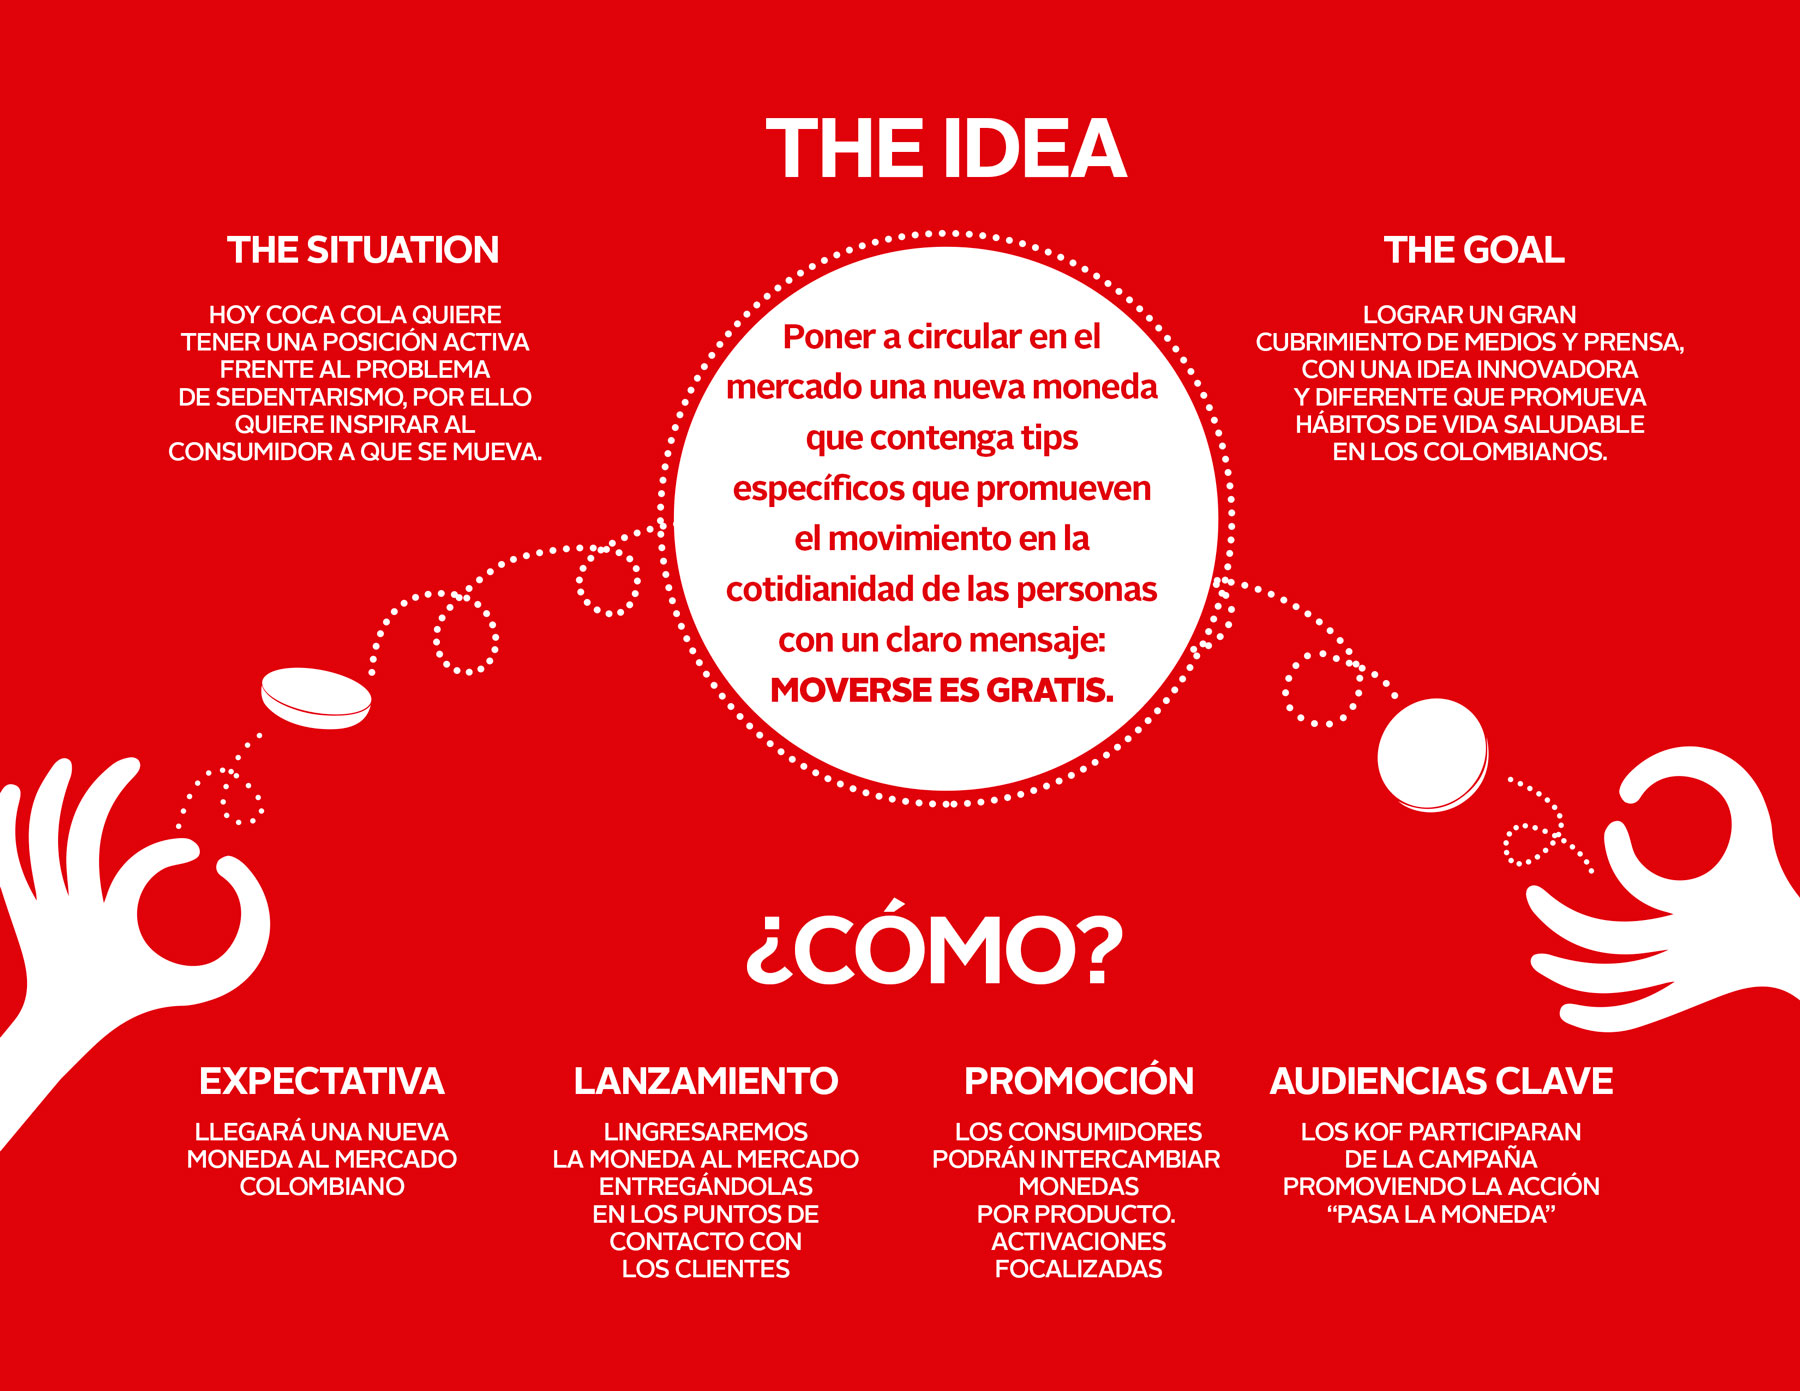 THE IDEA
THE SITUATION
HOY COCA COLA QUIERE
TENER UNA POSICIÓN ACTIVA
FRENTE AL PROBLEMA
DE SEDENTARISMO, POR ELLO
QUIERE INSPIRAR AL
CONSUMIDOR A QUE SE MUEVA.
Poner a circular en el
mercado una nueva moneda
que contenga tips
específicos que promueven
el movimiento en la
cotidianidad de las personas
con un claro mensaje:
MOVERSE ES GRATIS.
THE GOAL
LOGRAR UN GRAN
CUBRIMIENTO DE MEDIOS Y PRENSA,
CON UNA IDEA INNOVADORA
Y DIFERENTE QUE PROMUEVA
HÁBITOS DE VIDA SALUDABLE
EN LOS COLOMBIANOS.
¿CÓMO?
EXPECTATIVA
LLEGARÁ UNA NUEVA
MONEDA AL MERCADO
COLOMBIANO
LANZAMIENTO
LINGRESAREMOS
LA MONEDA AL MERCADO
ENTREGÁNDOLAS
EN LOS PUNTOS DE
CONTACTO CON
LOS CLIENTES
PROMOCIÓN
LOS CONSUMIDORES
PODRÁN INTERCAMBIAR
MONEDAS
POR PRODUCTO.
ACTIVACIONES
FOCALIZADAS
AUDIENCIAS CLAVE
LOS KOF PARTICIPARAN
DE LA CAMPAÑA
PROMOVIENDO LA ACCIÓN
“PASA LA MONEDA”